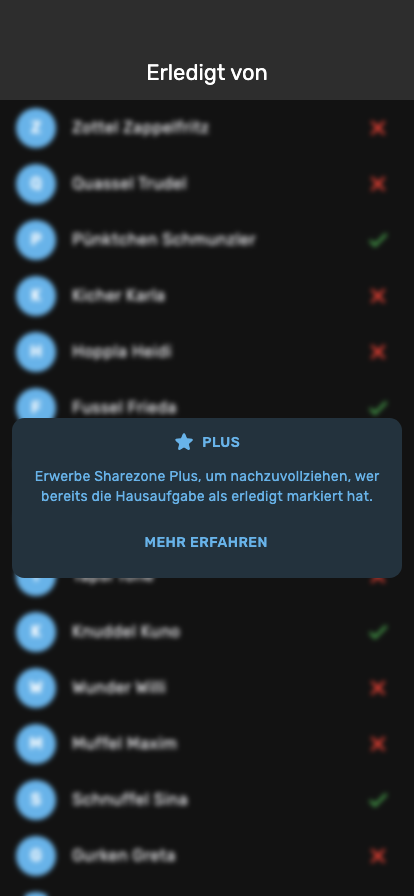 Erledigt von
Z Zottel Zappelfritz
Q Quassel Trudel
P Pünktchen Schmunzler
K Kicher Karla
H Hoppla Heidi
F Fussel Frieda
PLUS
Erwerbe Sharezone Plus, um nachzuvollziehen, wer
bereits die Hausaufgabe als erledigt markiert hat.
MEHR ERFAHREN
K Knuddel Kuno
W Wunder Willi
M Muffel Maxim
S Schnuffel Sina
G Gurken Greta